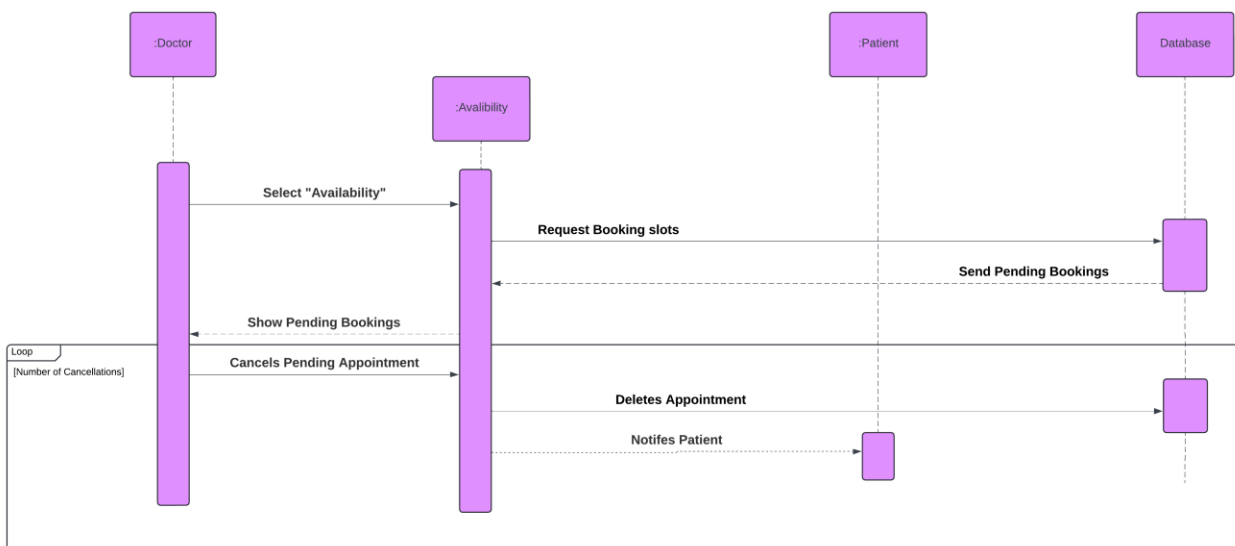 :Doctor
:Patient
Database
:Avalibility
Select "Availability"
Request Booking slots
Send Pending Bookings
Show Pending Bookings
Loop
Cancels Pending Appointment
[Number of Cancellations]
Deletes Appointment
Notifes Patient